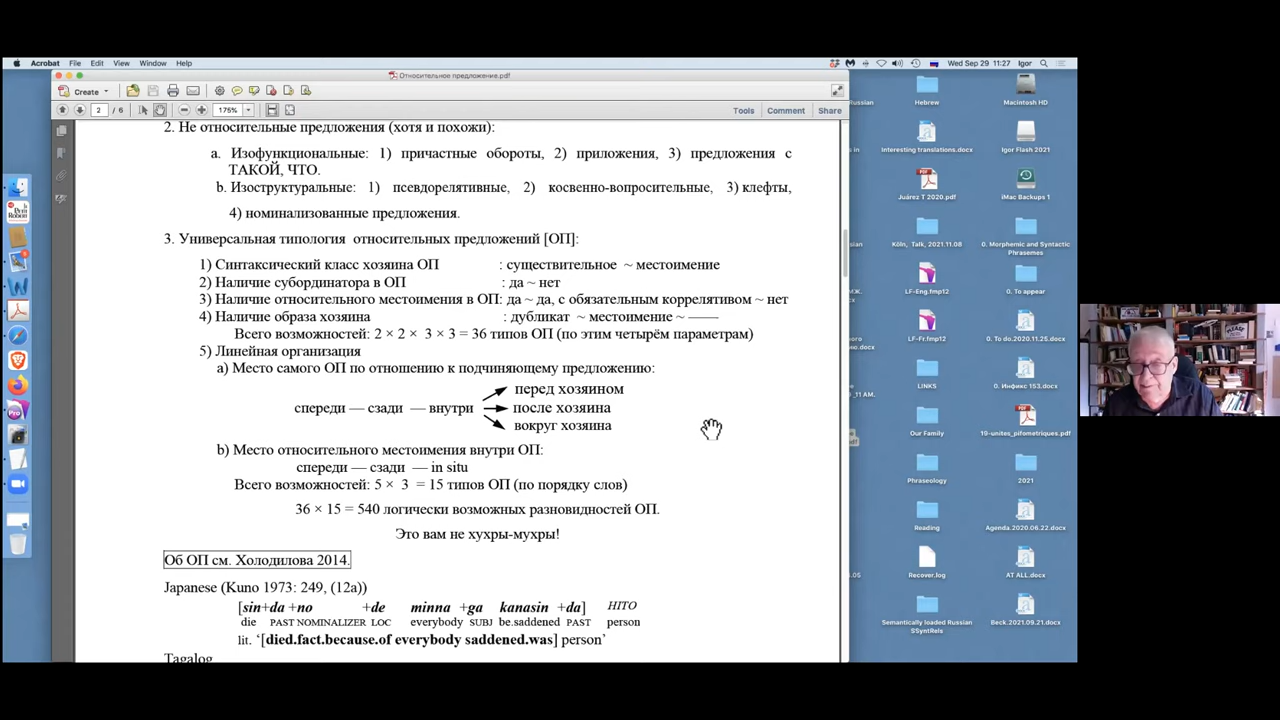 Acrobat File Edit View Window Help
Wed Sep 29 11:27 Igor
Относительное предложение.pdf
Create
2 / 6 175% Tools Comment Share
2. Не относительные предложения (хотя и похожи):
a. Изофункциональные: 1) причастные обороты, 2) приложения, 3) предложения с
ТАКОЙ, ЧТО.
b. Изоструктуральные: 1) псевдорелятивные, 2) косвенно-вопросительные, 3) клефты,
4) номинализованные предложения.
3. Универсальная типология относительных предложений [ОП]:
1) Синтаксический класс хозяина ОП : существительное ~ местоимение
2) Наличие субординатора в ОП : да ~ нет
3) Наличие относительного местоимения в ОП: да ~ да, с обязательным коррелятивом ~ нет
4) Наличие образа хозяина : дубликат ~ местоимение ~ ——
Всего возможностей: 2 × 2 × 3 × 3 = 36 типов ОП (по этим четырём параметрам)
5) Линейная организация
a) Место самого ОП по отношению к подчиняющему предложению:
перед хозяином
спереди — сзади — внутри после хозяина
вокруг хозяина
b) Место относительного местоимения внутри ОП:
спереди — сзади — in situ
Всего возможностей: 5 × 3 = 15 типов ОП (по порядку слов)
36 × 15 = 540 логически возможных разновидностей ОП.
Это вам не хухры-мухры!
Об ОП см. Холодилова 2014.
Japanese (Kuno 1973: 249, (12a))
[sin+da +no +de minna +ga kanasin +da] HITO
die PAST NOMINALIZER LOC everybody SUBJ be.saddened PAST person
lit. ‘[died.fact.because.of everybody saddened.was] person’
Tagalog
Russian Hebrew Macintosh HD
Interesting translations.docx Igor Flash 2021
Juárez T 2020.pdf iMac Backups 1
Köln, Talk, 2021.11.08 0. Morphemic and Syntactic
Phrasemes
LF-Eng.fmp12 0. To appear
LF-Fr.fmp12 0. To do.2020.11.25.docx
LINKS 0. Инфикс 153.docx
Our Family 19-unites_pifometriques.pdf
Phraseology 2021
Reading Agenda.2020.06.22.docx
Recover.log AT ALL.docx
Semantically loaded Russian
SSyntRels Beck.2021.09.21.docx